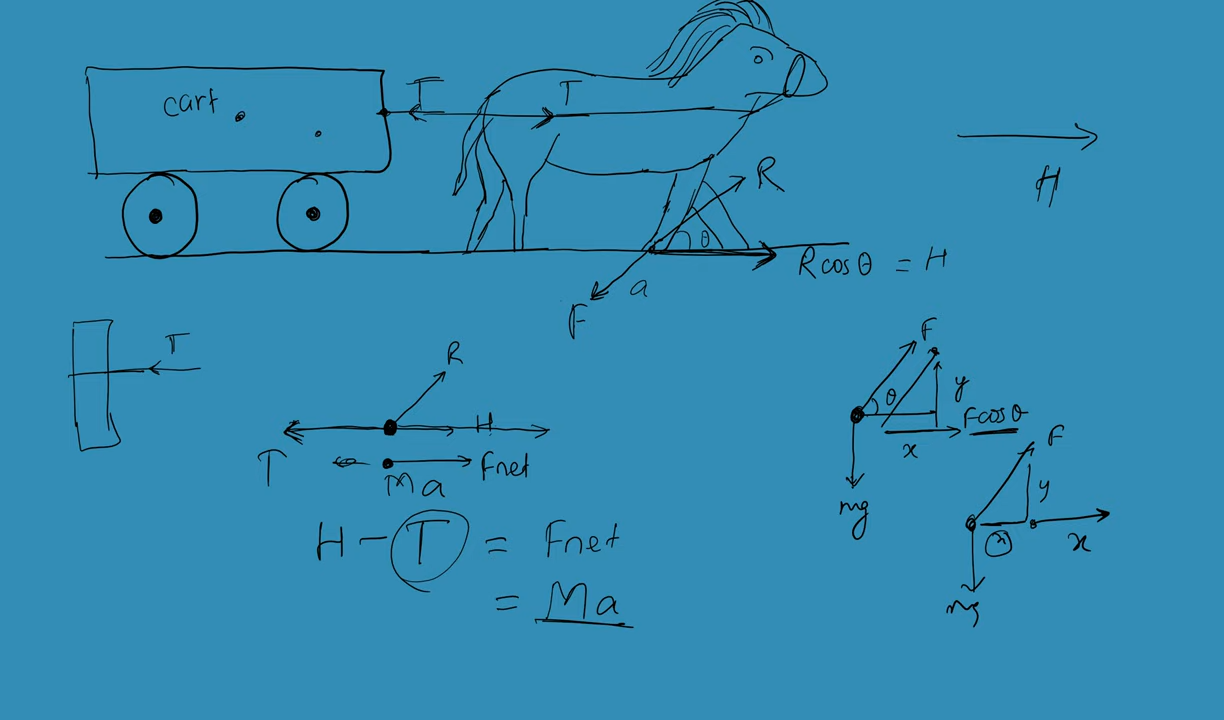 cart
T
T
R
θ
H
R cos θ = H
a
F
T
R
H
T
Fnet
Ma
H - T = Fnet
= Ma
F
θ
y
F cos θ
x
mg
F
y
x
x
mg